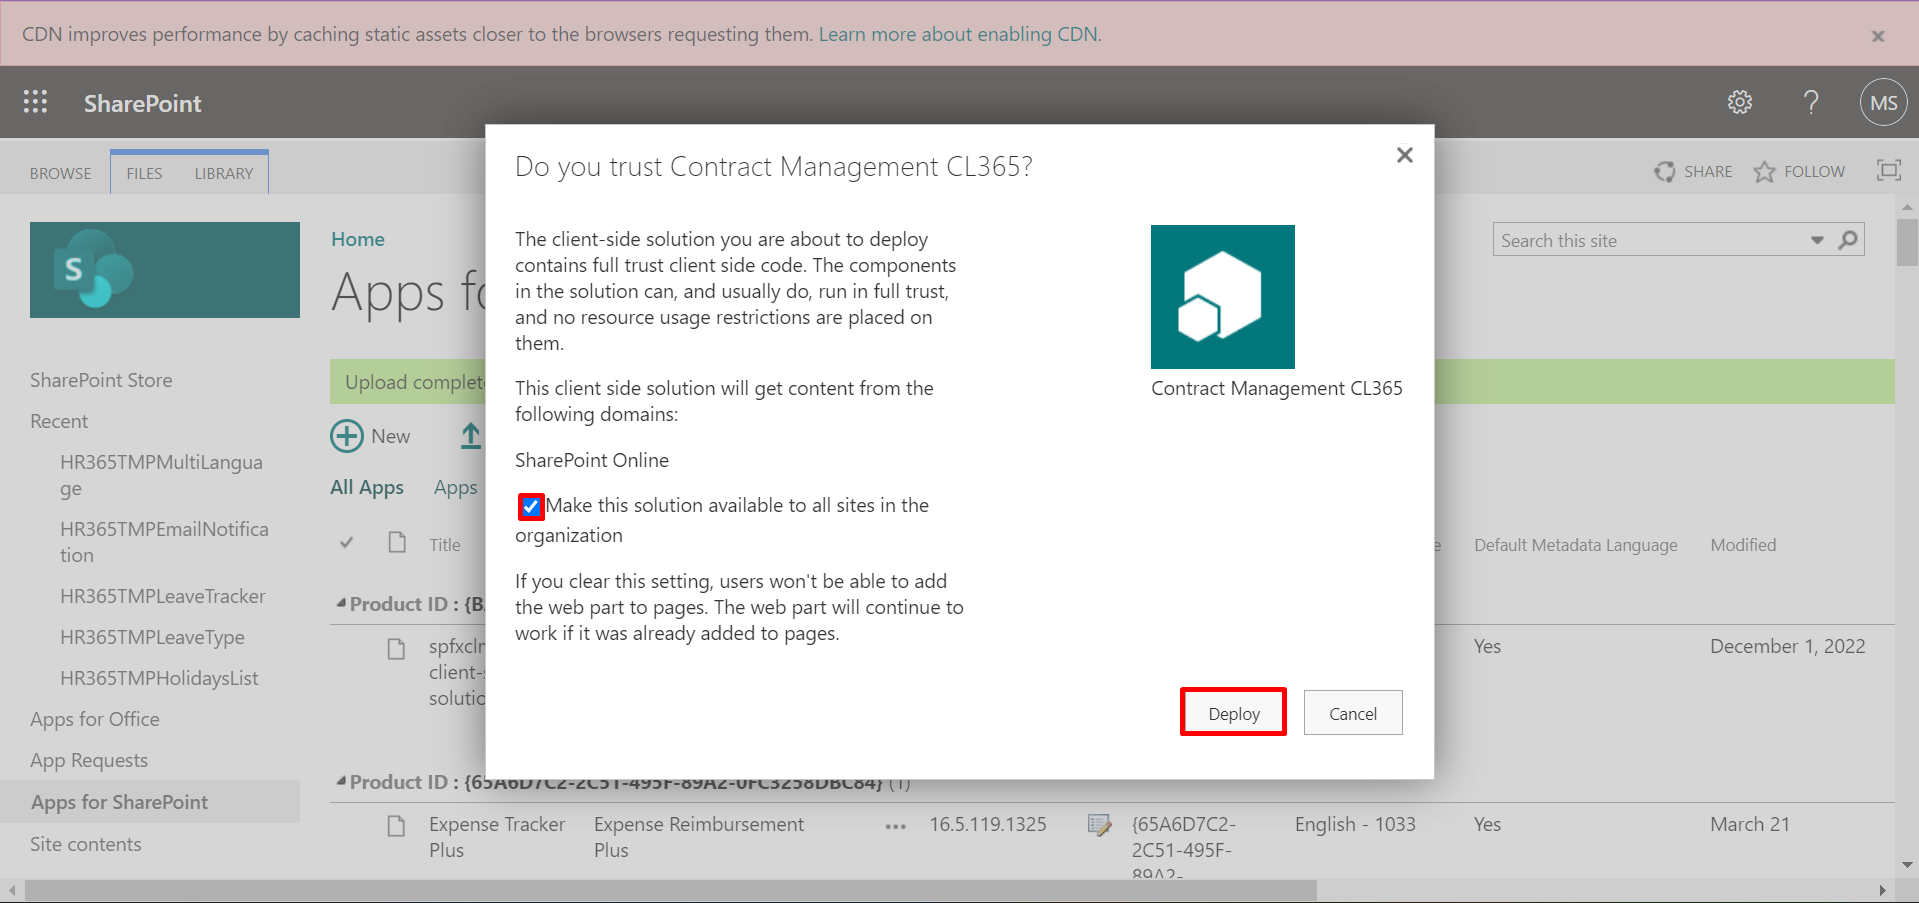 CDN improves performance by caching static assets closer to the browsers requesting them. Learn more about enabling CDN.
SharePoint
MS
BROWSE
FILES
LIBRARY
SHARE
FOLLOW
Do you trust Contract Management CL365?
The client-side solution you are about to deploy
contains full trust client side code. The components
in the solution can, and usually do, run in full trust,
and no resource usage restrictions are placed on
them.
This client side solution will get content from the
following domains:
SharePoint Online
Make this solution available to all sites in the
organization
If you clear this setting, users won't be able to add
the web part to pages. The web part will continue to
work if it was already added to pages.
Contract Management CL365
Deploy
Cancel
S
SharePoint Store
Recent
HR365TMPMultiLangua
ge
HR365TMPEmailNotifica
tion
HR365TMPLeaveTracker
HR365TMPLeaveType
HR365TMPHolidaysList
Apps for Office
App Requests
Apps for SharePoint
Site contents
Home
Search this site
Apps
Upload complet
New
All Apps
Apps
Title
Default Metadata Language
Modified
Product ID :
client-s
Yes
December 1, 2022
Product ID : {65A6D7C2-2C51-495F-89A2-0FC3258DBC84} (1)
Expense Tracker
Plus
Expense Reimbursement
Plus
16.5.119.1325
{65A6D7C2-
2C51-495F-
89A2-
English - 1033
Yes
March 21